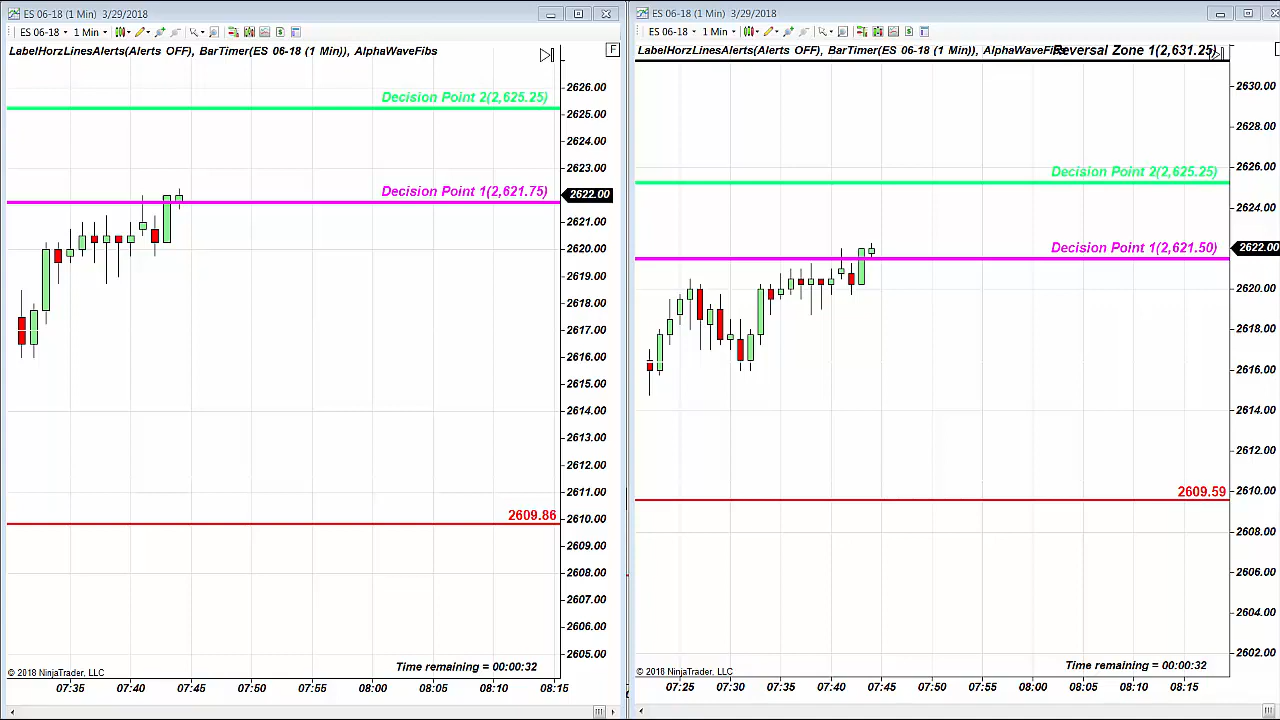 ES 06-18 (1 Min)  3/29/2018
ES 06-18 1 Min
LabelHorzLinesAlerts(Alerts OFF), BarTimer(ES 06-18 (1 Min)), AlphaWaveFibs
F
Decision Point 2(2,625.25)
Decision Point 1(2,621.75)
2609.86
2626.00
2625.00
2624.00
2623.00
2622.00
2621.00
2620.00
2619.00
2618.00
2617.00
2616.00
2615.00
2614.00
2613.00
2612.00
2611.00
2610.00
2609.00
2608.00
2607.00
2606.00
2605.00
Time remaining = 00:00:32
© 2018 NinjaTrader, LLC
07:35 07:40 07:45 07:50 07:55 08:00 08:05 08:10 08:15
ES 06-18 (1 Min)  3/29/2018
ES 06-18 1 Min
LabelHorzLinesAlerts(Alerts OFF), BarTimer(ES 06-18 (1 Min)), AlphaWaveFibs
Reversal Zone 1(2,631.25)
Decision Point 2(2,625.25)
Decision Point 1(2,621.50)
2609.59
2630.00
2628.00
2626.00
2624.00
2622.00
2620.00
2618.00
2616.00
2614.00
2612.00
2610.00
2608.00
2606.00
2604.00
2602.00
Time remaining = 00:00:32
© 2018 NinjaTrader, LLC
07:25 07:30 07:35 07:40 07:45 07:50 07:55 08:00 08:05 08:10 08:15